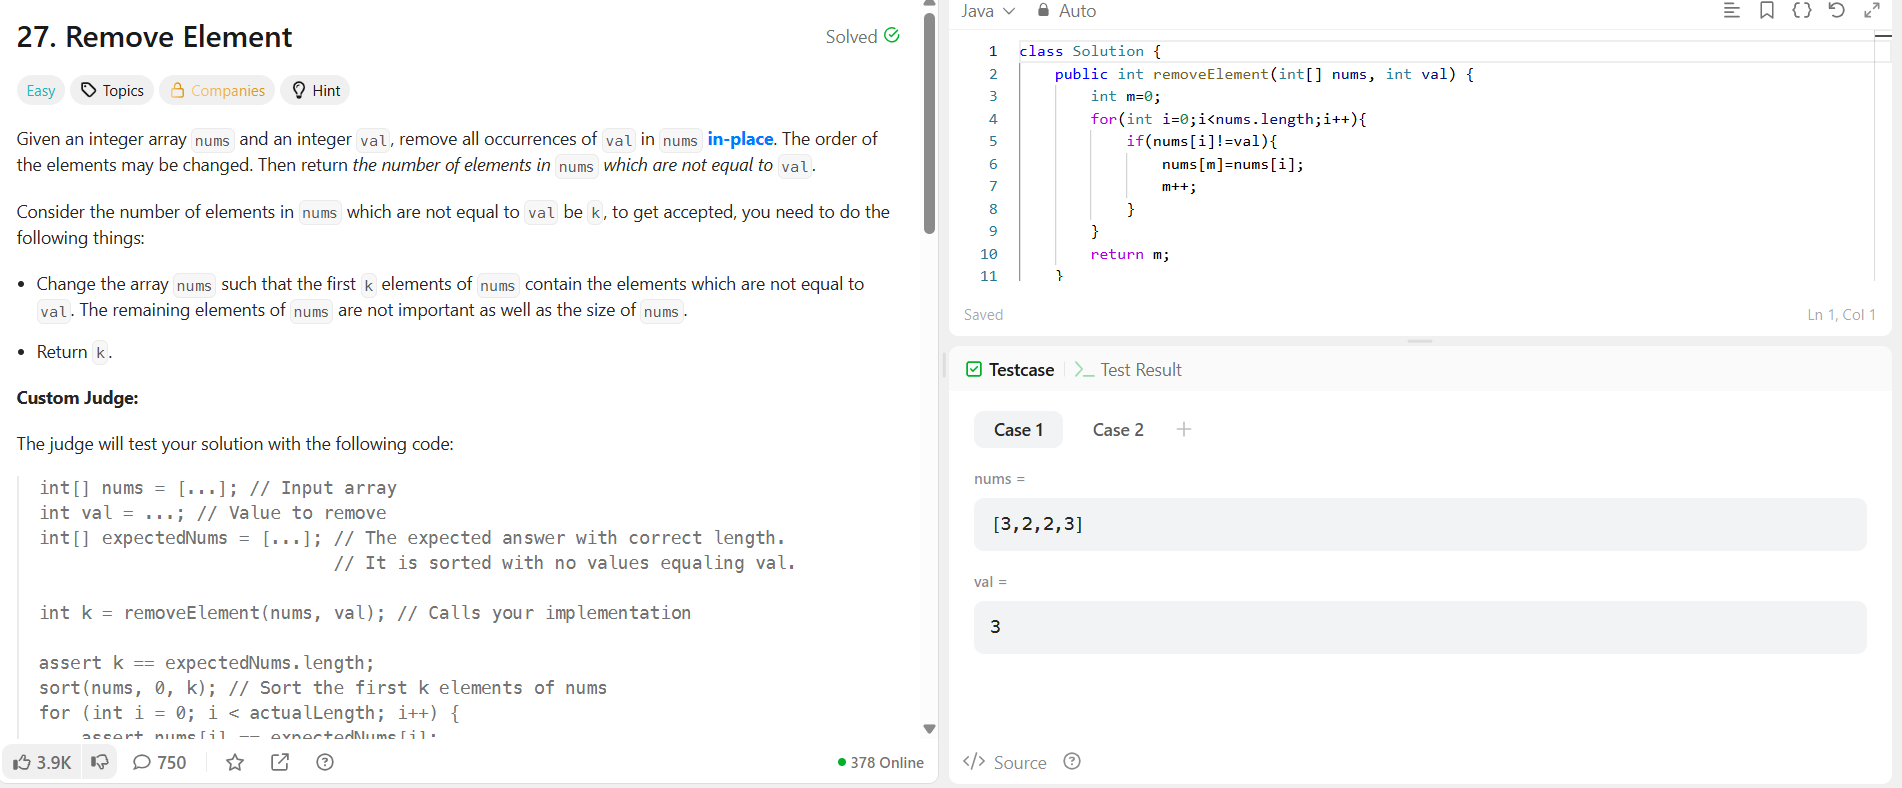 27. Remove Element
Solved
Easy
Topics
Companies
Hint
Given an integer array nums and an integer val, remove all occurrences of val in nums in-place. The order of
the elements may be changed. Then return the number of elements in nums which are not equal to val.
Consider the number of elements in nums which are not equal to val be k, to get accepted, you need to do the
following things:
• Change the array nums such that the first k elements of nums contain the elements which are not equal to
val. The remaining elements of nums are not important as well as the size of nums.
• Return k.
Custom Judge:
The judge will test your solution with the following code:
int[] nums = [...]; // Input array
int val = ...; // Value to remove
int[] expectedNums = [...]; // The expected answer with correct length.
// It is sorted with no values equaling val.
int k = removeElement(nums, val); // Calls your implementation
assert k == expectedNums.length;
sort(nums, 0, k); // Sort the first k elements of nums
for (int i = 0; i < actualLength; i++) {
assert nums[i] == expectedNums[i];
3.9K
750
378 Online
Java
Auto
1 class Solution {
2 public int removeElement(int[] nums, int val) {
3 int m=0;
4 for(int i=0;i<nums.length;i++){
5 if(nums[i]!=val){
6 nums[m]=nums[i];
7 m++;
8 }
9 }
10 return m;
11 }
Saved
Ln 1, Col 1
Testcase
Test Result
Case 1
Case 2
nums =
[3,2,2,3]
val =
3
Source